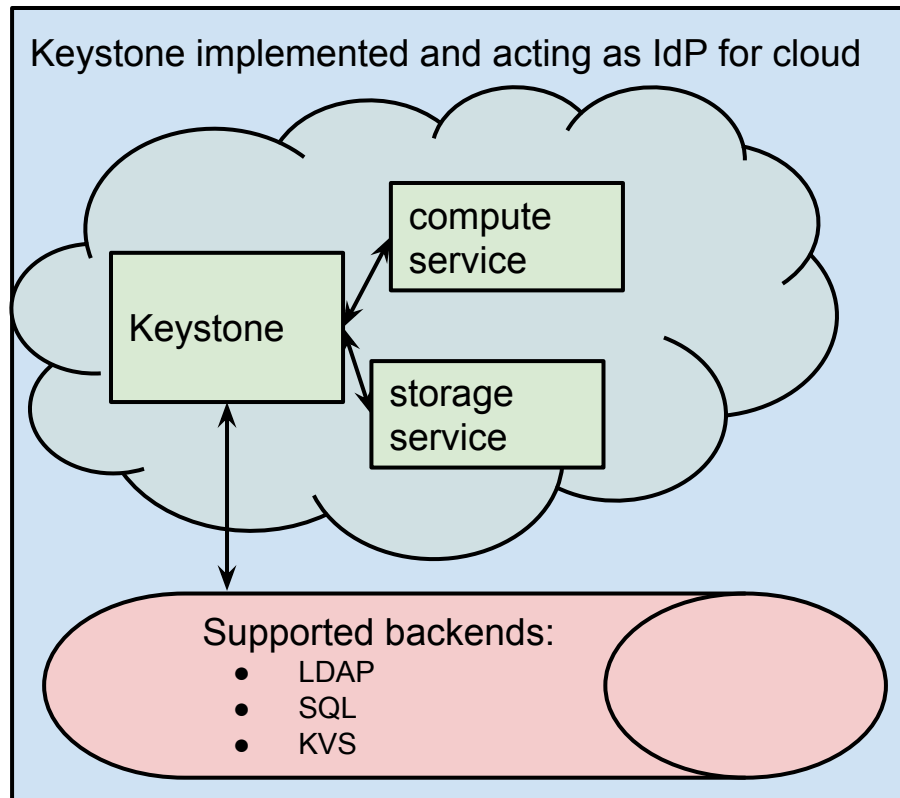 Keystone implemented and acting as IdP for cloud
compute
service
Keystone
storage
service
Supported backends:
● LDAP
● SQL
● KVS